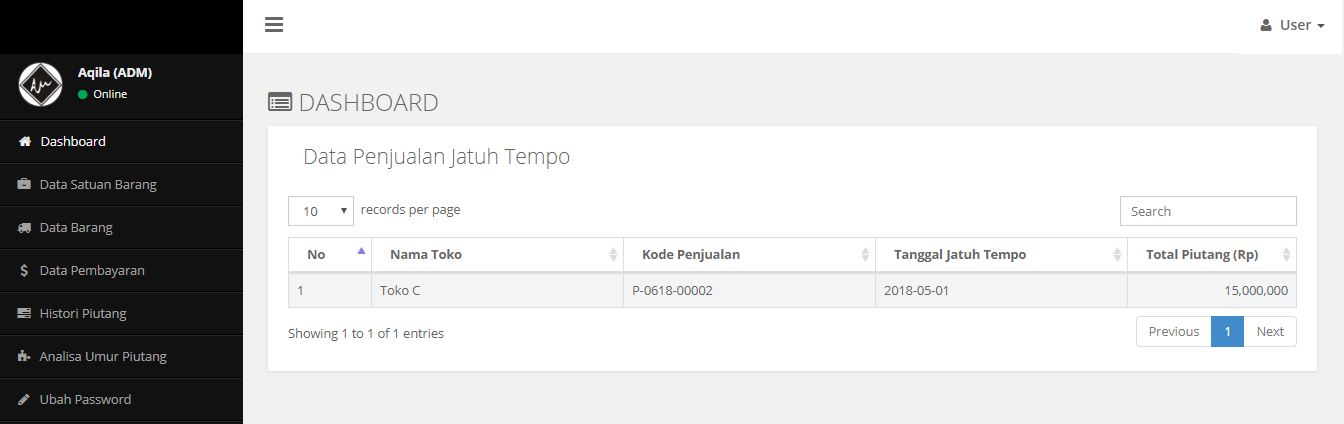 User
Aqila (ADM)
Online
Dashboard
Data Satuan Barang
Data Barang
Data Pembayaran
Histori Piutang
Analisa Umur Piutang
Ubah Password
DASHBOARD
Data Penjualan Jatuh Tempo
10 records per page
Search
No Nama Toko Kode Penjualan Tanggal Jatuh Tempo Total Piutang (Rp)
1 Toko C P-0618-00002 2018-05-01 15,000,000
Showing 1 to 1 of 1 entries
Previous 1 Next